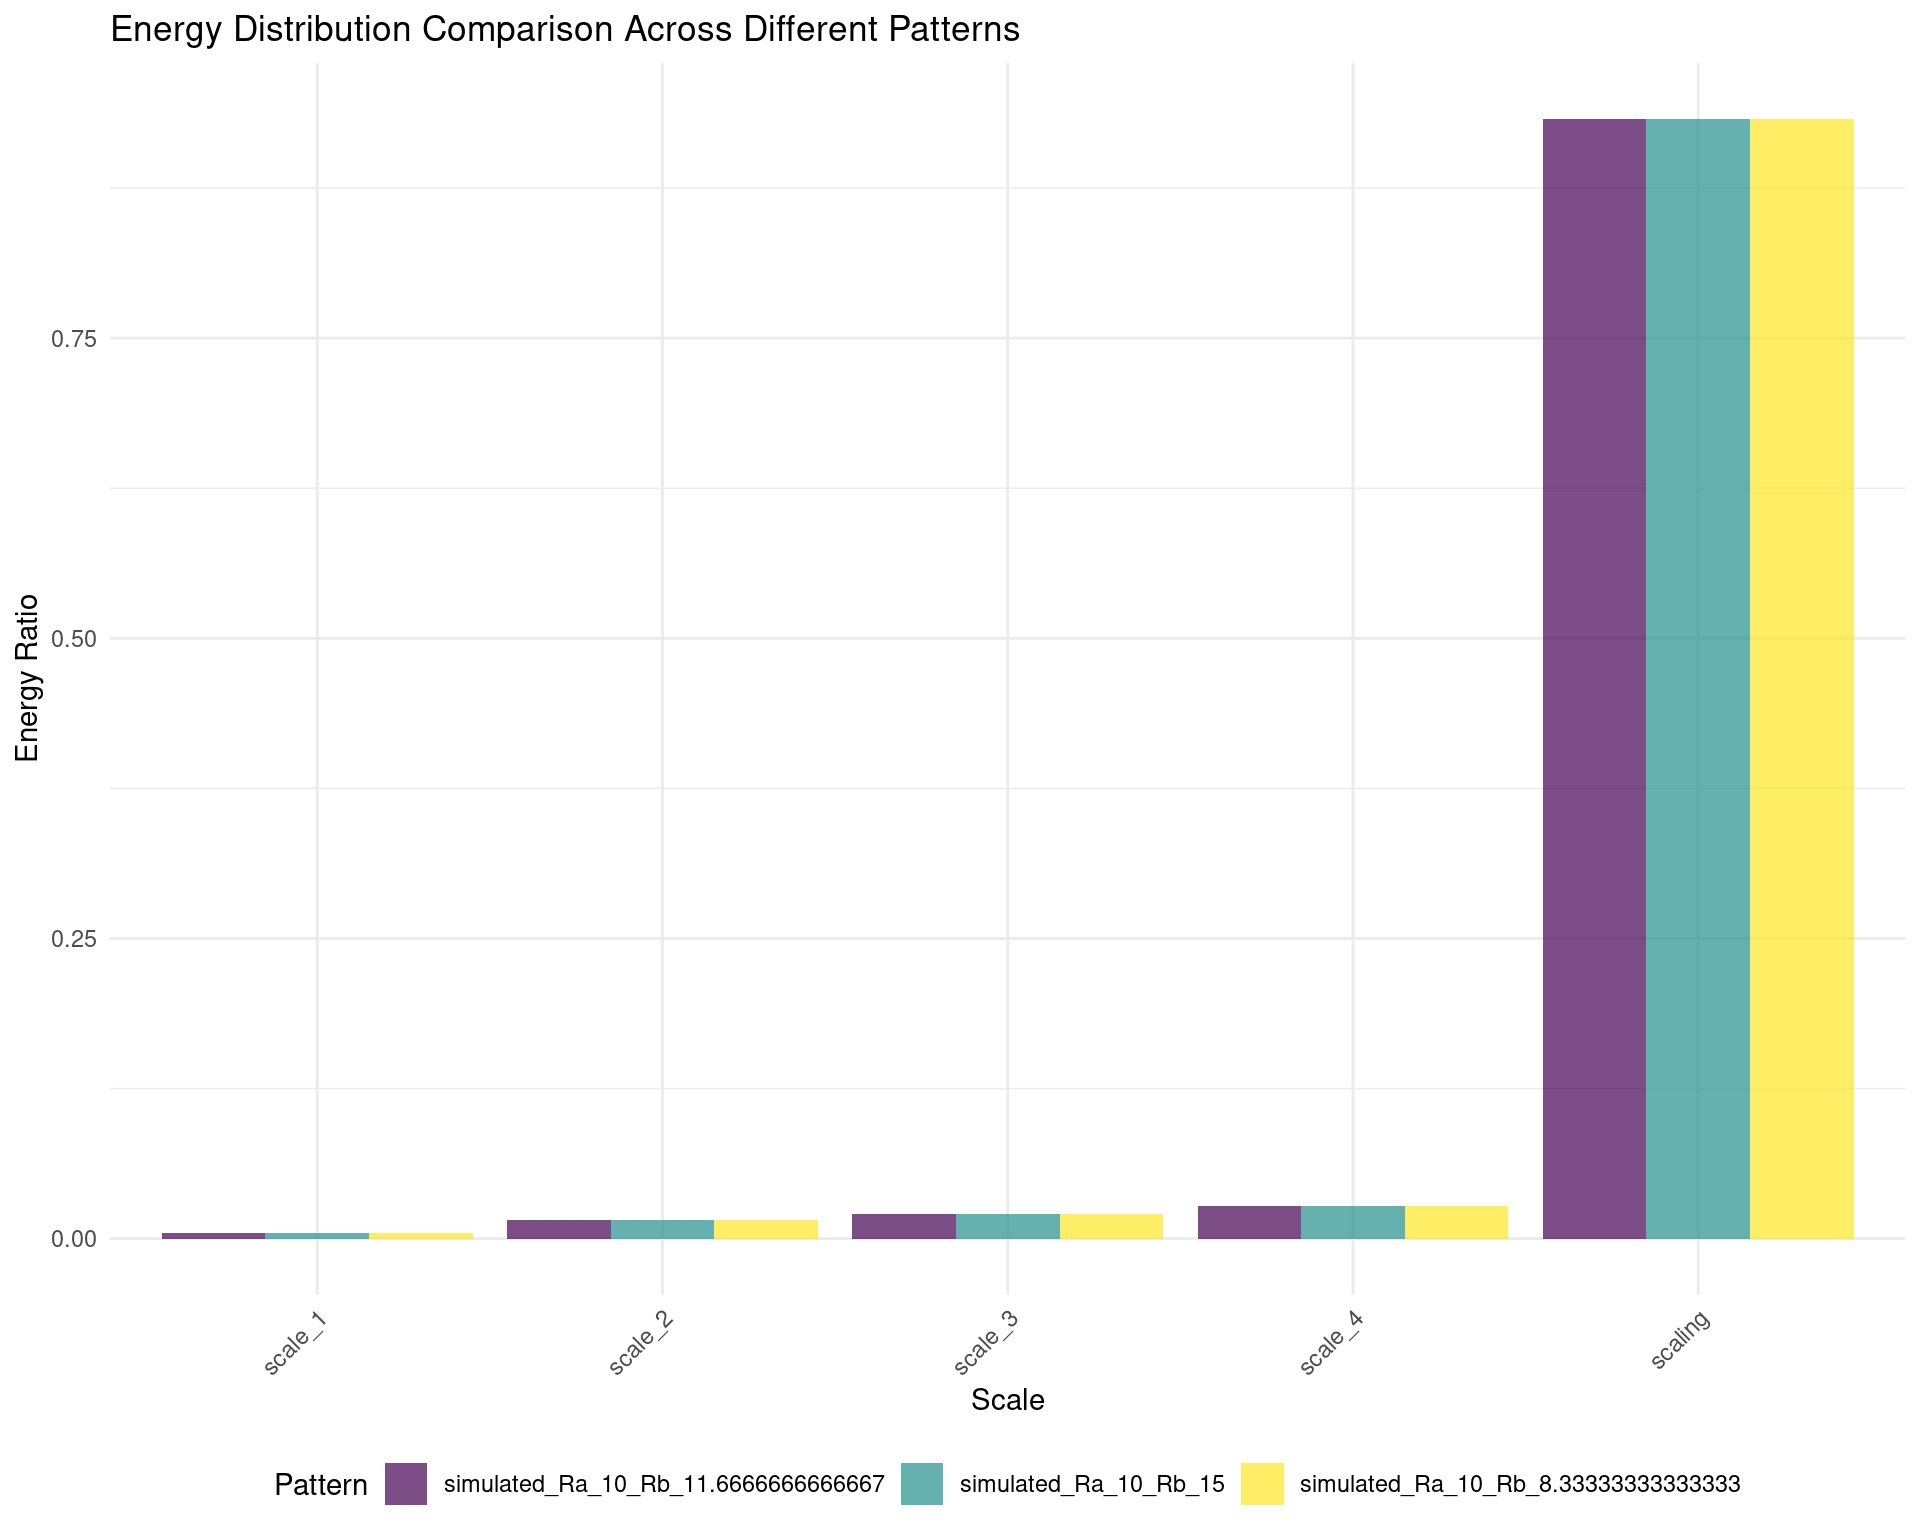 Energy Distribution Comparison Across Different Patterns
Energy Ratio
0.75
0.50
0.25
0.00
scale_1
scale_2
scale_3
scale_4
scaling
Scale
Pattern
simulated_Ra_10_Rb_11.6666666666667
simulated_Ra_10_Rb_15
simulated_Ra_10_Rb_8.33333333333333